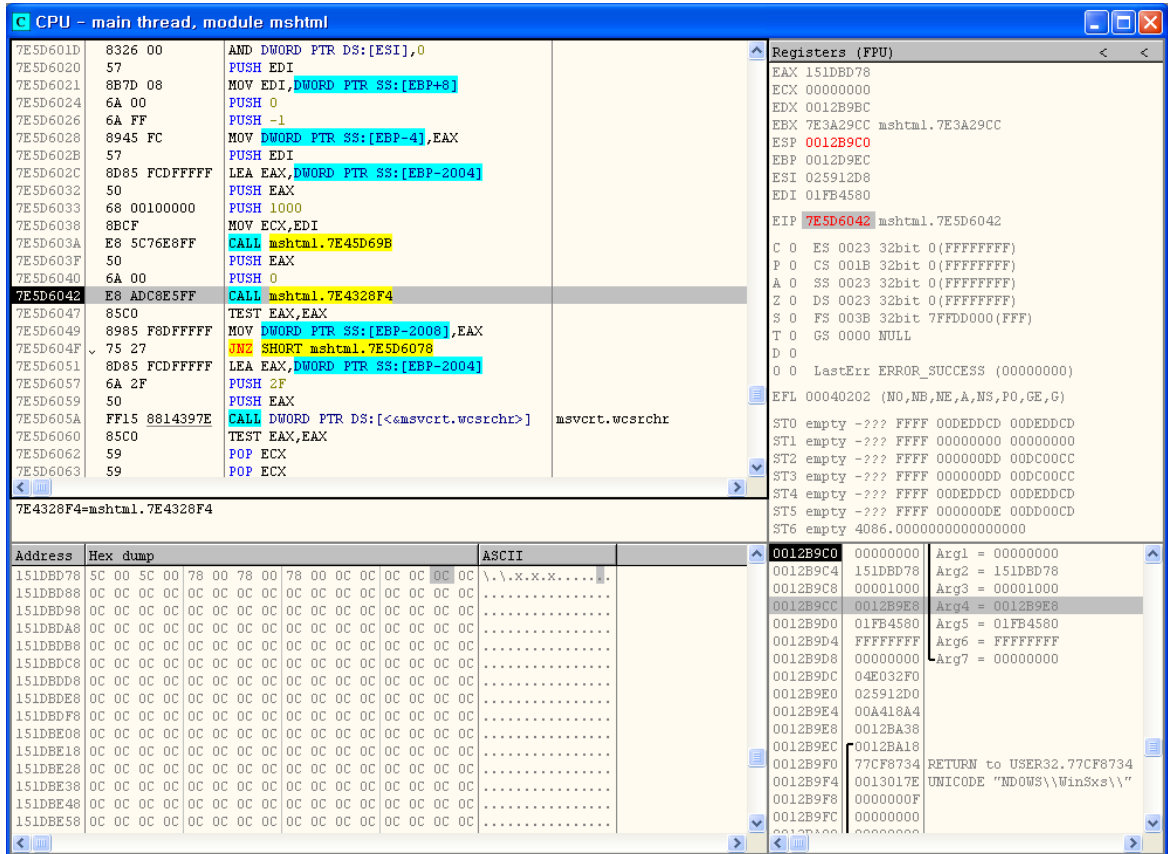 C CPU - main thread, module mshtml
7E5D601D 8326 00 AND DWORD PTR DS:[ESI],0
7E5D6020 57 PUSH EDI
7E5D6021 8B7D 08 MOV EDI,DWORD PTR SS:[EBP+8]
7E5D6024 6A 00 PUSH 0
7E5D6026 6A FF PUSH -1
7E5D6028 8945 FC MOV DWORD PTR SS:[EBP-4],EAX
7E5D602B 57 PUSH EDI
7E5D602C 8D85 FCDFFFFF LEA EAX,DWORD PTR SS:[EBP-2004]
7E5D6032 50 PUSH EAX
7E5D6033 68 00100000 PUSH 1000
7E5D6038 8BCF MOV ECX,EDI
7E5D603A E8 5C76E8FF CALL mshtml.7E45D69B
7E5D603F 50 PUSH EAX
7E5D6040 6A 00 PUSH 0
7E5D6042 E8 ADC8E5FF CALL mshtml.7E4328F4
7E5D6047 85C0 TEST EAX,EAX
7E5D6049 8985 F8DFFFFF MOV DWORD PTR SS:[EBP-2008],EAX
7E5D604F 75 27 JNZ SHORT mshtml.7E5D6078
7E5D6051 8D85 FCDFFFFF LEA EAX,DWORD PTR SS:[EBP-2004]
7E5D6057 6A 2F PUSH 2F
7E5D6059 50 PUSH EAX
7E5D605A FF15 8814397E CALL DWORD PTR DS:[<&msvcrt.wcsrchr>] msvcrt.wcsrchr
7E5D6060 85C0 TEST EAX,EAX
7E5D6062 59 POP ECX
7E5D6063 59 POP ECX
7E4328F4=mshtml.7E4328F4
Registers (FPU) < <
EAX 151DBD78
ECX 00000000
EDX 0012B9BC
EBX 7E3A29CC mshtml.7E3A29CC
ESP 0012B9C0
EBP 0012D9EC
ESI 025912D8
EDI 01FB4580
EIP 7E5D6042 mshtml.7E5D6042
C 0 ES 0023 32bit 0(FFFFFFFF)
P 0 CS 001B 32bit 0(FFFFFFFF)
A 0 SS 0023 32bit 0(FFFFFFFF)
Z 0 DS 0023 32bit 0(FFFFFFFF)
S 0 FS 003B 32bit 7FFDD000(FFF)
T 0 GS 0000 NULL
D 0
O 0 LastErr ERROR_SUCCESS (00000000)
EFL 00040202 (NO,NB,NE,A,NS,PO,GE,G)
ST0 empty -??? FFFF 00DEDDCD 00DEDDCD
ST1 empty -??? FFFF 00000000 00000000
ST2 empty -??? FFFF 000000DD 00DC00CC
ST3 empty -??? FFFF 000000DD 00DC00CC
ST4 empty -??? FFFF 00DEDDCD 00DEDDCD
ST5 empty -??? FFFF 000000DE 00DD00CD
ST6 empty 4086.0000000000000000
Address Hex dump ASCII
151DBD78 5C 00 5C 00 78 00 78 00 78 00 0C 0C 0C 0C 0C 0C \.\.x.x.x.......
151DBD88 0C 0C 0C 0C 0C 0C 0C 0C 0C 0C 0C 0C 0C 0C 0C 0C ................
151DBD98 0C 0C 0C 0C 0C 0C 0C 0C 0C 0C 0C 0C 0C 0C 0C 0C ................
151DBDA8 0C 0C 0C 0C 0C 0C 0C 0C 0C 0C 0C 0C 0C 0C 0C 0C ................
151DBDB8 0C 0C 0C 0C 0C 0C 0C 0C 0C 0C 0C 0C 0C 0C 0C 0C ................
151DBDC8 0C 0C 0C 0C 0C 0C 0C 0C 0C 0C 0C 0C 0C 0C 0C 0C ................
151DBDD8 0C 0C 0C 0C 0C 0C 0C 0C 0C 0C 0C 0C 0C 0C 0C 0C ................
151DBDE8 0C 0C 0C 0C 0C 0C 0C 0C 0C 0C 0C 0C 0C 0C 0C 0C ................
151DBDF8 0C 0C 0C 0C 0C 0C 0C 0C 0C 0C 0C 0C 0C 0C 0C 0C ................
151DBE08 0C 0C 0C 0C 0C 0C 0C 0C 0C 0C 0C 0C 0C 0C 0C 0C ................
151DBE18 0C 0C 0C 0C 0C 0C 0C 0C 0C 0C 0C 0C 0C 0C 0C 0C ................
151DBE28 0C 0C 0C 0C 0C 0C 0C 0C 0C 0C 0C 0C 0C 0C 0C 0C ................
151DBE38 0C 0C 0C 0C 0C 0C 0C 0C 0C 0C 0C 0C 0C 0C 0C 0C ................
151DBE48 0C 0C 0C 0C 0C 0C 0C 0C 0C 0C 0C 0C 0C 0C 0C 0C ................
151DBE58 0C 0C 0C 0C 0C 0C 0C 0C 0C 0C 0C 0C 0C 0C 0C 0C ................
0012B9C0 00000000 Arg1 = 00000000
0012B9C4 151DBD78 Arg2 = 151DBD78
0012B9C8 00001000 Arg3 = 00001000
0012B9CC 0012B9E8 Arg4 = 0012B9E8
0012B9D0 01FB4580 Arg5 = 01FB4580
0012B9D4 FFFFFFFF Arg6 = FFFFFFFF
0012B9D8 00000000 Arg7 = 00000000
0012B9DC 04E032F0
0012B9E0 025912D0
0012B9E4 00A418A4
0012B9E8 0012BA38
0012B9EC 0012BA18
0012B9F0 77CF8734 RETURN to USER32.77CF8734
0012B9F4 0013017E UNICODE "NDOWS\\WinSxs\\"
0012B9F8 0000000F
0012B9FC 00000000